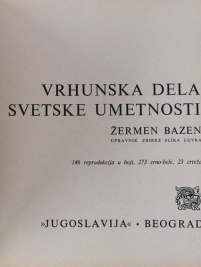 VRHUNSKA DELA
SVETSKE UMETNOSTI
ŽERMEN BAZEN
UPRAVNIK ZBIRKE SLIKA LUVRA
146 reprodukcija u boji, 273 crno-bele, 23 crteža
»JUGOSLAVIJA« • BEOGRAD